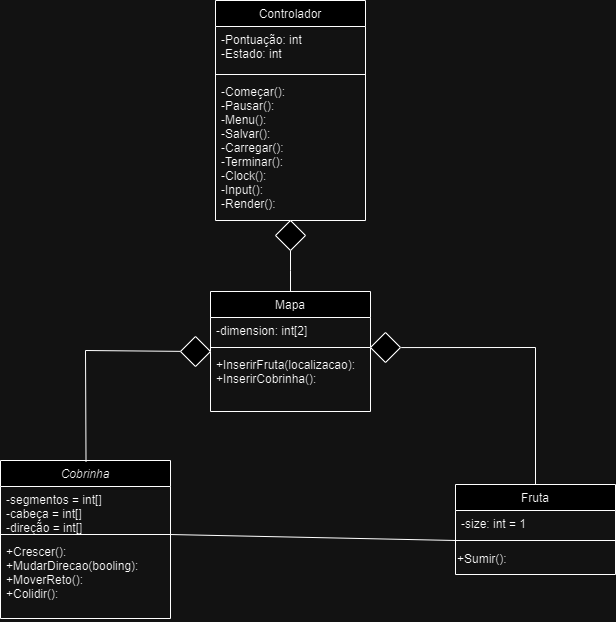 Controlador
-Pontuação: int
-Estado: int
-Começar():
-Pausar():
-Menu():
-Salvar():
-Carregar():
-Terminar():
-Clock():
-Input():
-Render():
Mapa
-dimension: int[2]
+InserirFruta(localizacao):
+InserirCobrinha():
Cobrinha
-segmentos = int[]
-cabeça = int[]
-direção = int[]
+Crescer():
+MudarDirecao(booling):
+MoverReto():
+Colidir():
Fruta
-size: int = 1
+Sumir():